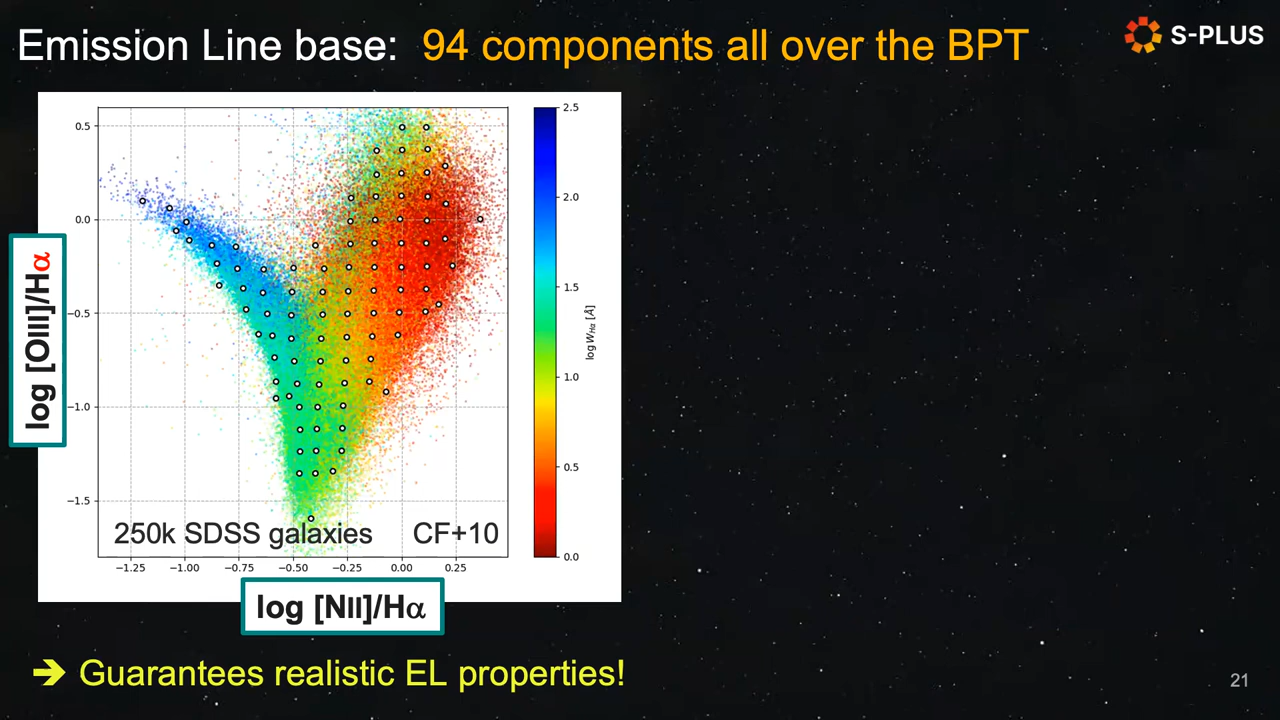 Emission Line base: 94 components all over the BPT
S-PLUS
log [OIII]/Hα
0.5
0.0
−0.5
−1.0
−1.5
250k SDSS galaxies
CF+10
−1.25
−1.00
−0.75
−0.50
−0.25
0.00
0.25
log [NII]/Hα
2.5
2.0
1.5
1.0
0.5
0.0
log W_Hα [Å]
➔ Guarantees realistic EL properties!
21